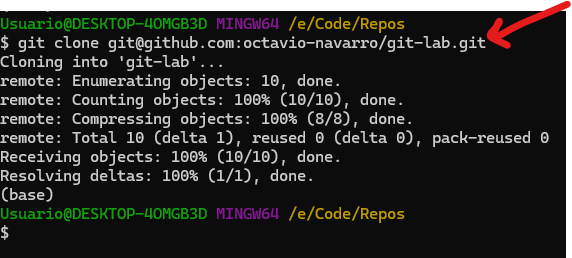 Usuario@DESKTOP-4OMGB3D MINGW64 /e/Code/Repos
$ git clone git@github.com:octavio-navarro/git-lab.git
Cloning into 'git-lab'...
remote: Enumerating objects: 10, done.
remote: Counting objects: 100% (10/10), done.
remote: Compressing objects: 100% (8/8), done.
remote: Total 10 (delta 1), reused 0 (delta 0), pack-reused 0
Receiving objects: 100% (10/10), done.
Resolving deltas: 100% (1/1), done.
(base)
Usuario@DESKTOP-4OMGB3D MINGW64 /e/Code/Repos
$